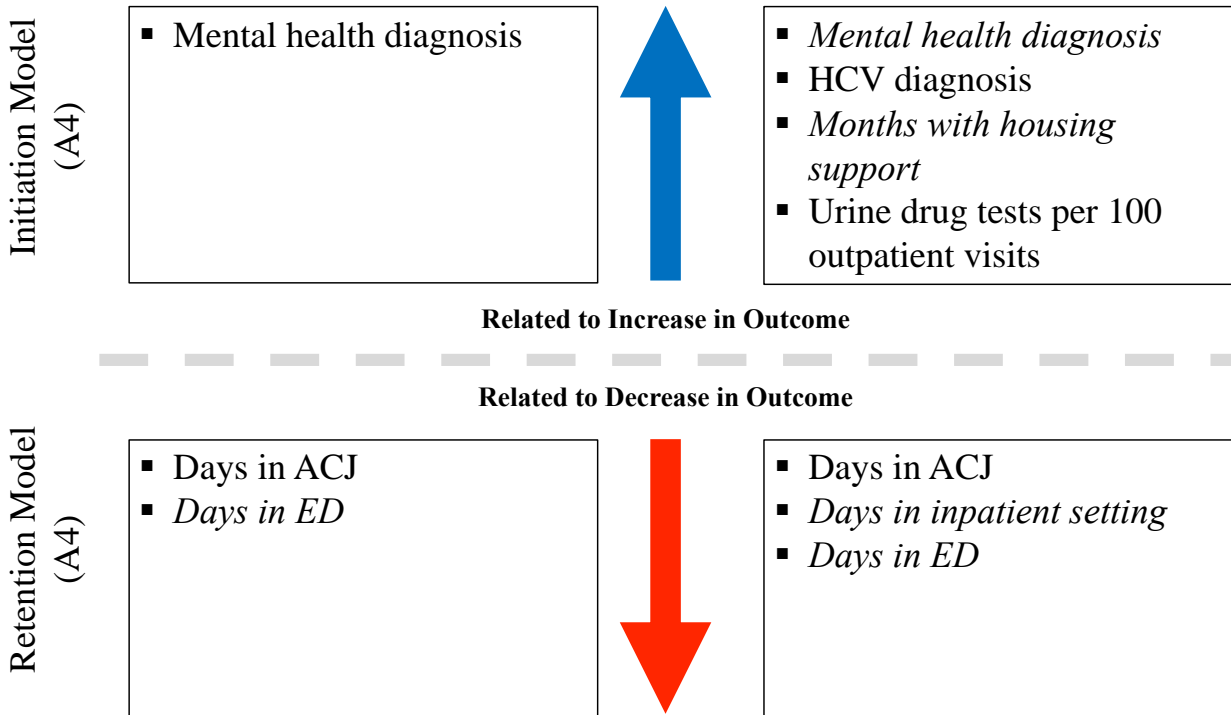 Initiation Model
(A4)
▪ Mental health diagnosis
▪ Mental health diagnosis
▪ HCV diagnosis
▪ Months with housing
support
▪ Urine drug tests per 100
outpatient visits
Related to Increase in Outcome
Related to Decrease in Outcome
Retention Model
(A4)
▪ Days in ACJ
▪ Days in ED
▪ Days in ACJ
▪ Days in inpatient setting
▪ Days in ED